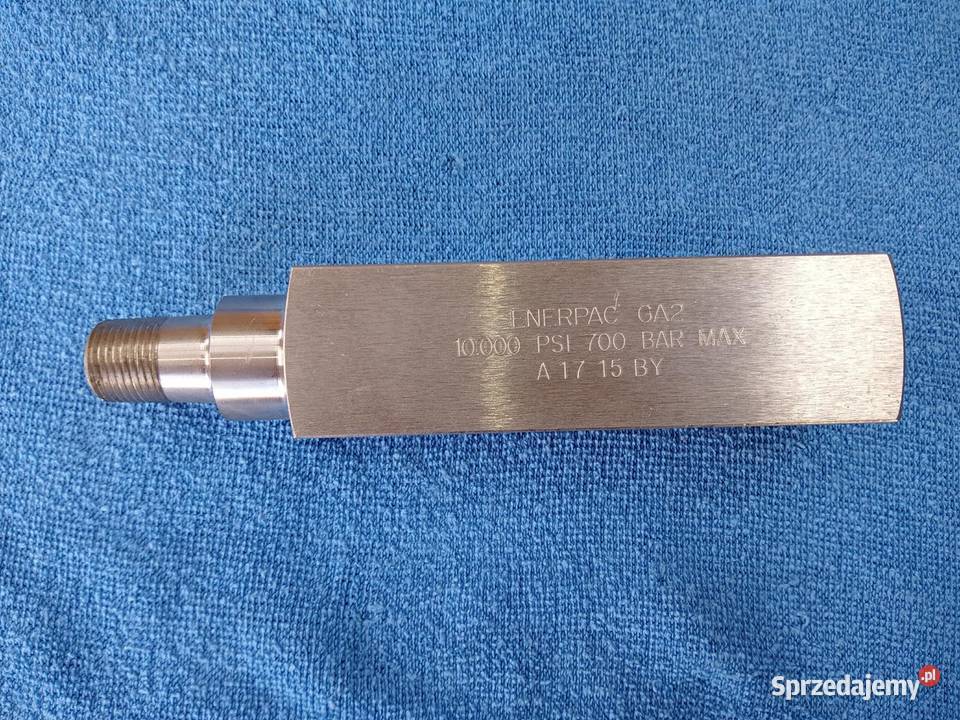 ENERPAC GA2
10.000 PSI 700 BAR MAX
A 17 15 BY
Sprzedajemy.pl